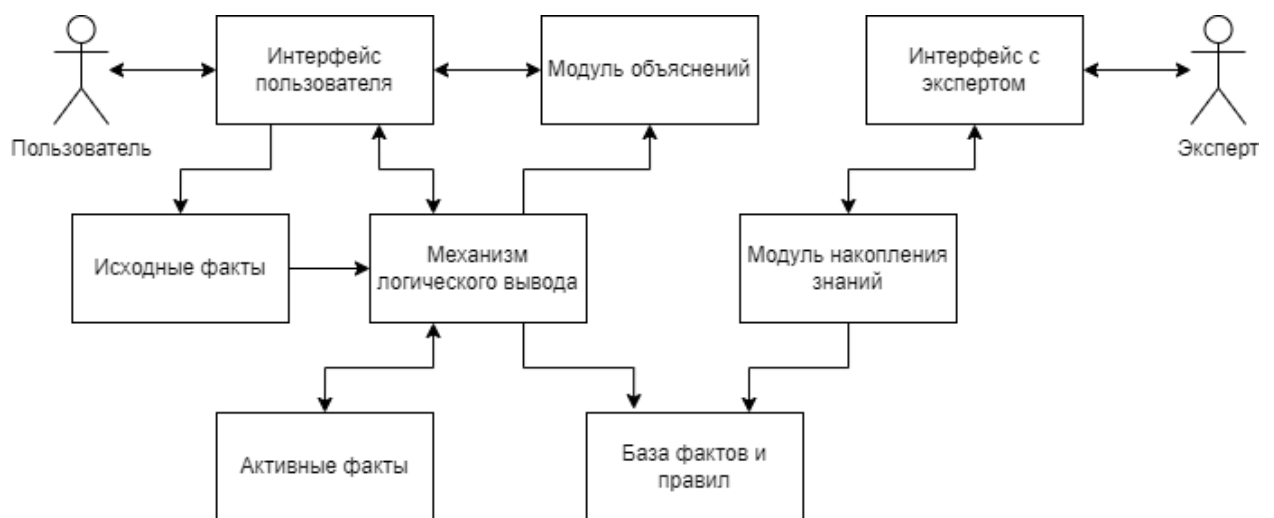 Интерфейс
пользователя
Модуль объяснений
Интерфейс с
экспертом
Пользователь
Эксперт
Исходные факты
Механизм
логического вывода
Модуль накопления
знаний
Активные факты
База фактов и
правил